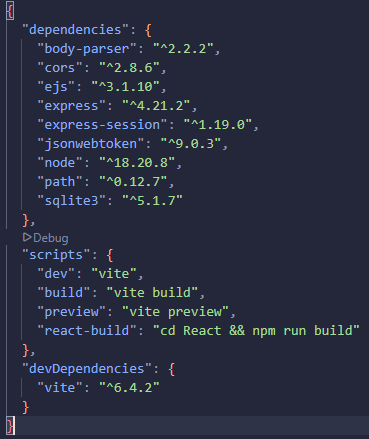 {
  "dependencies": {
    "body-parser": "^2.2.2",
    "cors": "^2.8.6",
    "ejs": "^3.1.10",
    "express": "^4.21.2",
    "express-session": "^1.19.0",
    "jsonwebtoken": "^9.0.3",
    "node": "^18.20.8",
    "path": "^0.12.7",
    "sqlite3": "^5.1.7"
  },
  Debug
  "scripts": {
    "dev": "vite",
    "build": "vite build",
    "preview": "vite preview",
    "react-build": "cd React && npm run build"
  },
  "devDependencies": {
    "vite": "^6.4.2"
  }
}